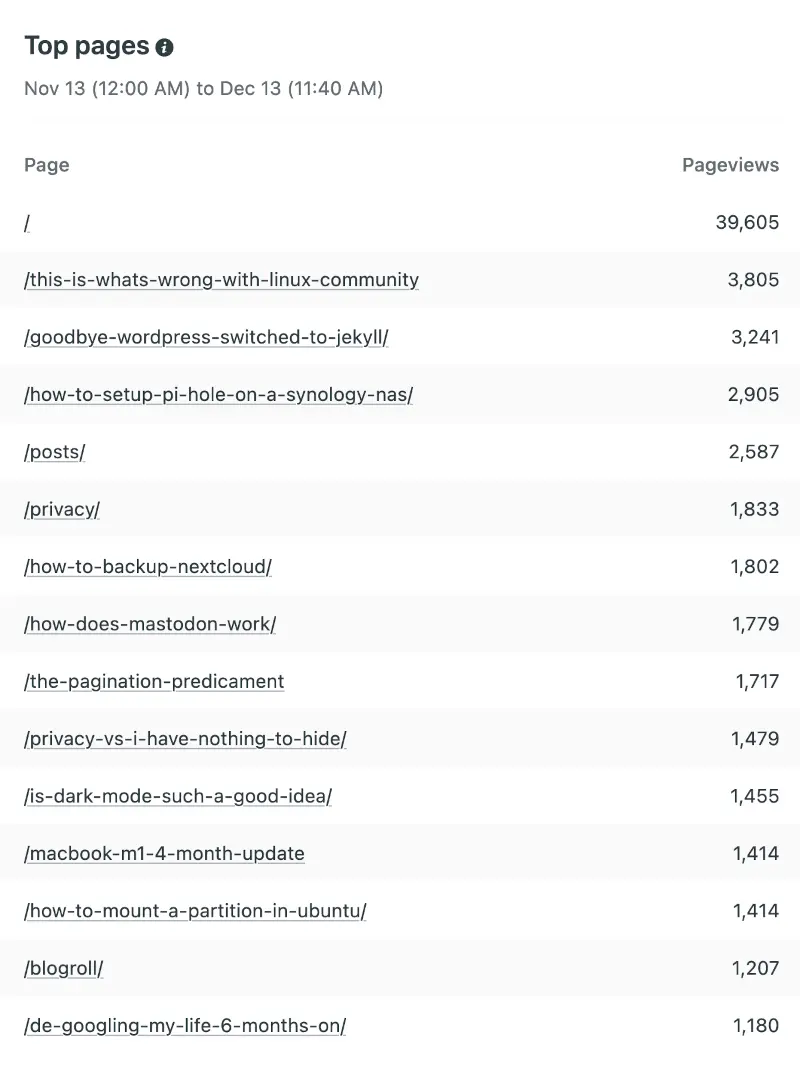 Top pages
Nov 13 (12:00 AM) to Dec 13 (11:40 AM)
Page Pageviews
/ 39,605
/this-is-whats-wrong-with-linux-community 3,805
/goodbye-wordpress-switched-to-jekyll/ 3,241
/how-to-setup-pi-hole-on-a-synology-nas/ 2,905
/posts/ 2,587
/privacy/ 1,833
/how-to-backup-nextcloud/ 1,802
/how-does-mastodon-work/ 1,779
/the-pagination-predicament 1,717
/privacy-vs-i-have-nothing-to-hide/ 1,479
/is-dark-mode-such-a-good-idea/ 1,455
/macbook-m1-4-month-update 1,414
/how-to-mount-a-partition-in-ubuntu/ 1,414
/blogroll/ 1,207
/de-googling-my-life-6-months-on/ 1,180